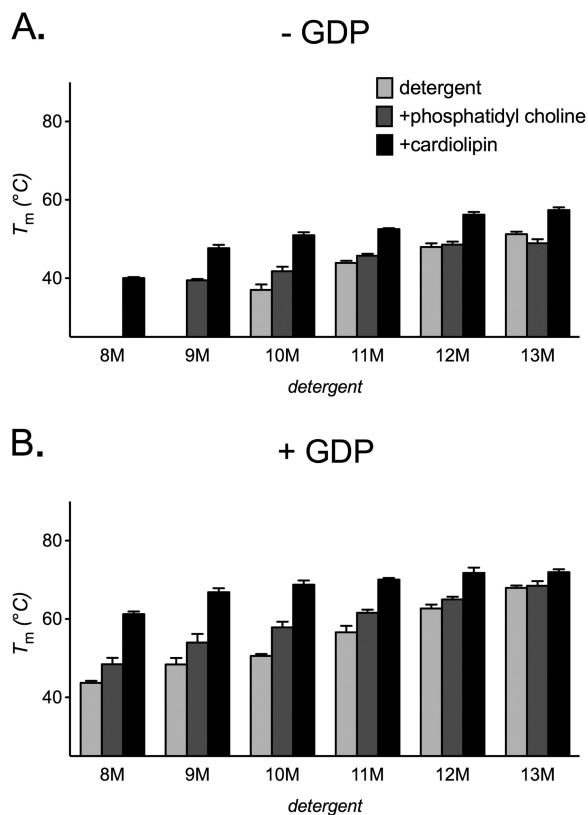 A.
- GDP
detergent
+phosphatidyl choline
+cardiolipin
80
60
40
Tm (°C)
8M 9M 10M 11M 12M 13M
detergent
B.
+ GDP
80
60
40
Tm (°C)
8M 9M 10M 11M 12M 13M
detergent